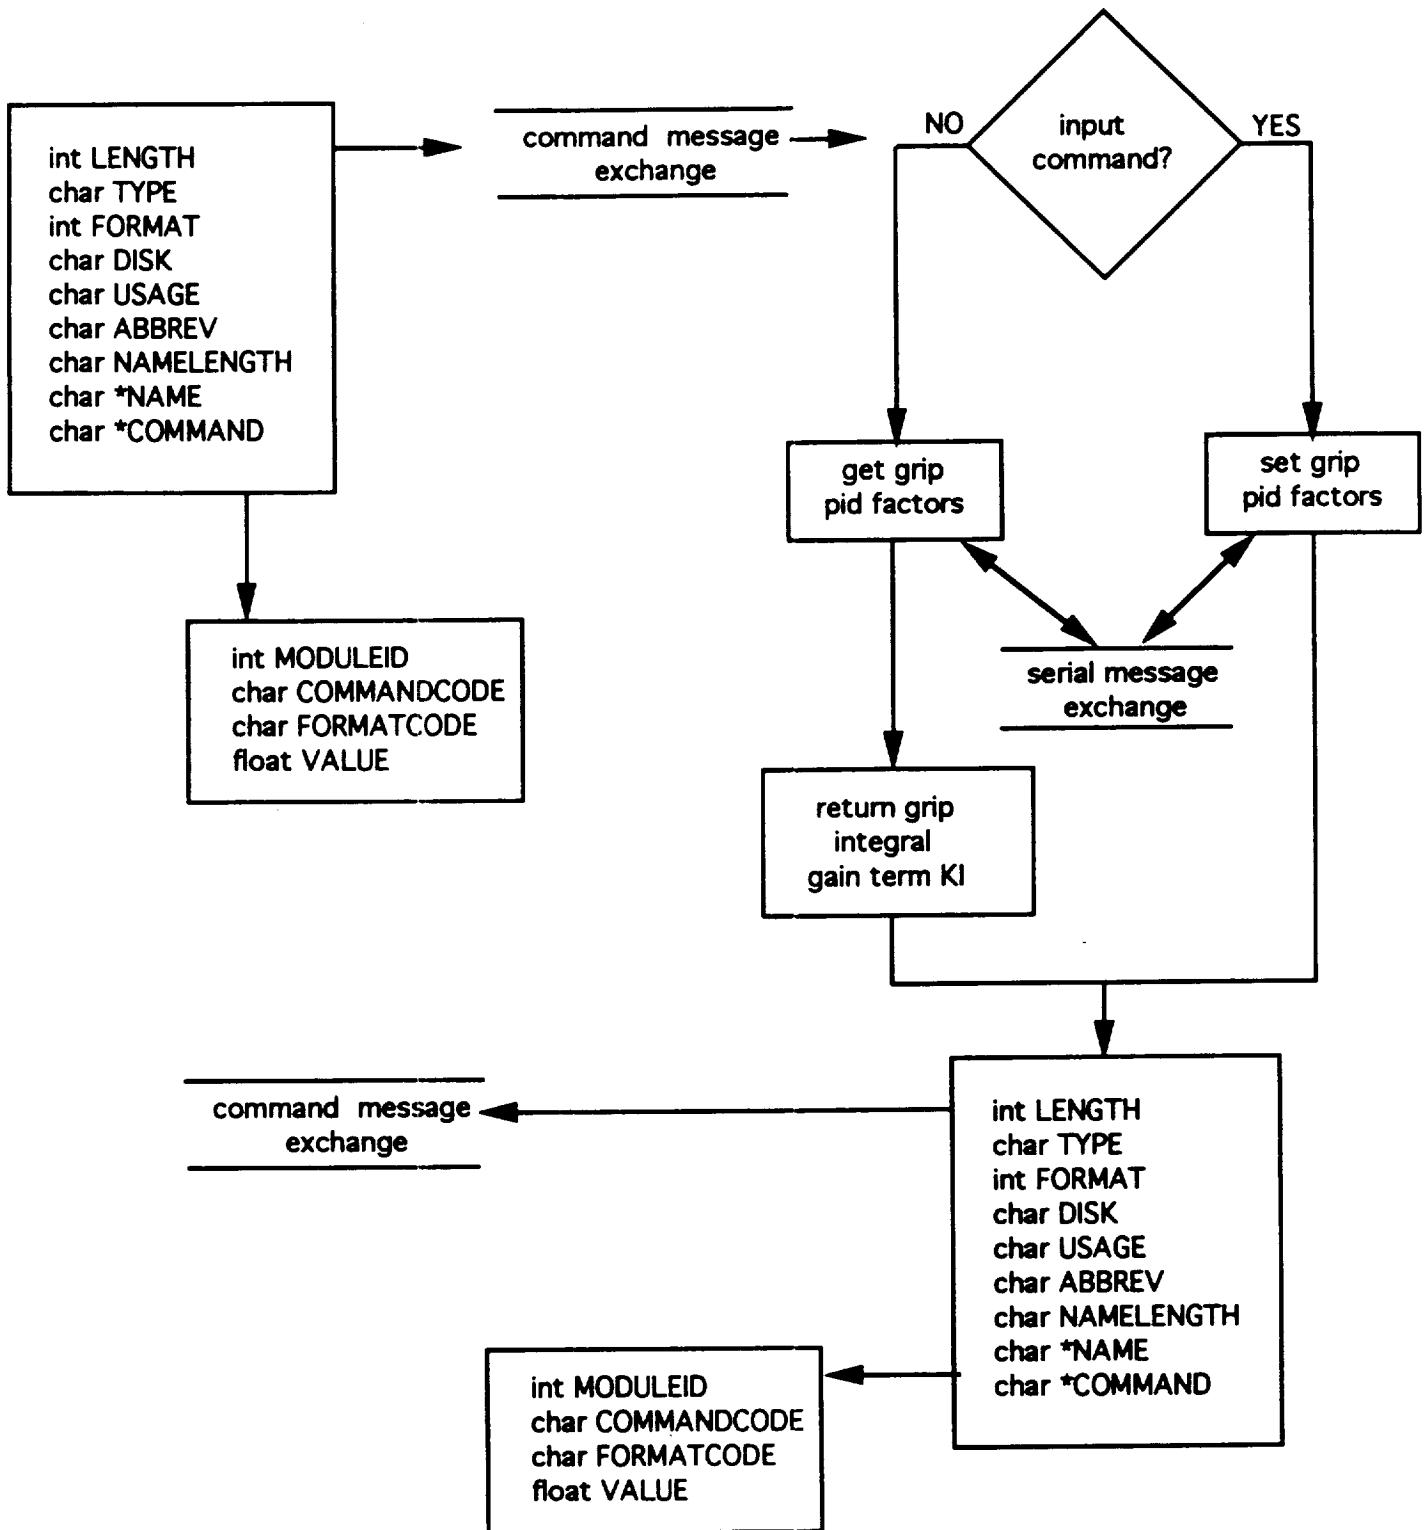 int LENGTH
char TYPE
int FORMAT
char DISK
char USAGE
char ABBREV
char NAMELENGTH
char *NAME
char *COMMAND
command message
exchange
NO
input
command?
YES
get grip
pid factors
set grip
pid factors
int MODULEID
char COMMANDCODE
char FORMATCODE
float VALUE
serial message
exchange
return grip
integral
gain term KI
command message
exchange
int LENGTH
char TYPE
int FORMAT
char DISK
char USAGE
char ABBREV
char NAMELENGTH
char *NAME
char *COMMAND
int MODULEID
char COMMANDCODE
char FORMATCODE
float VALUE